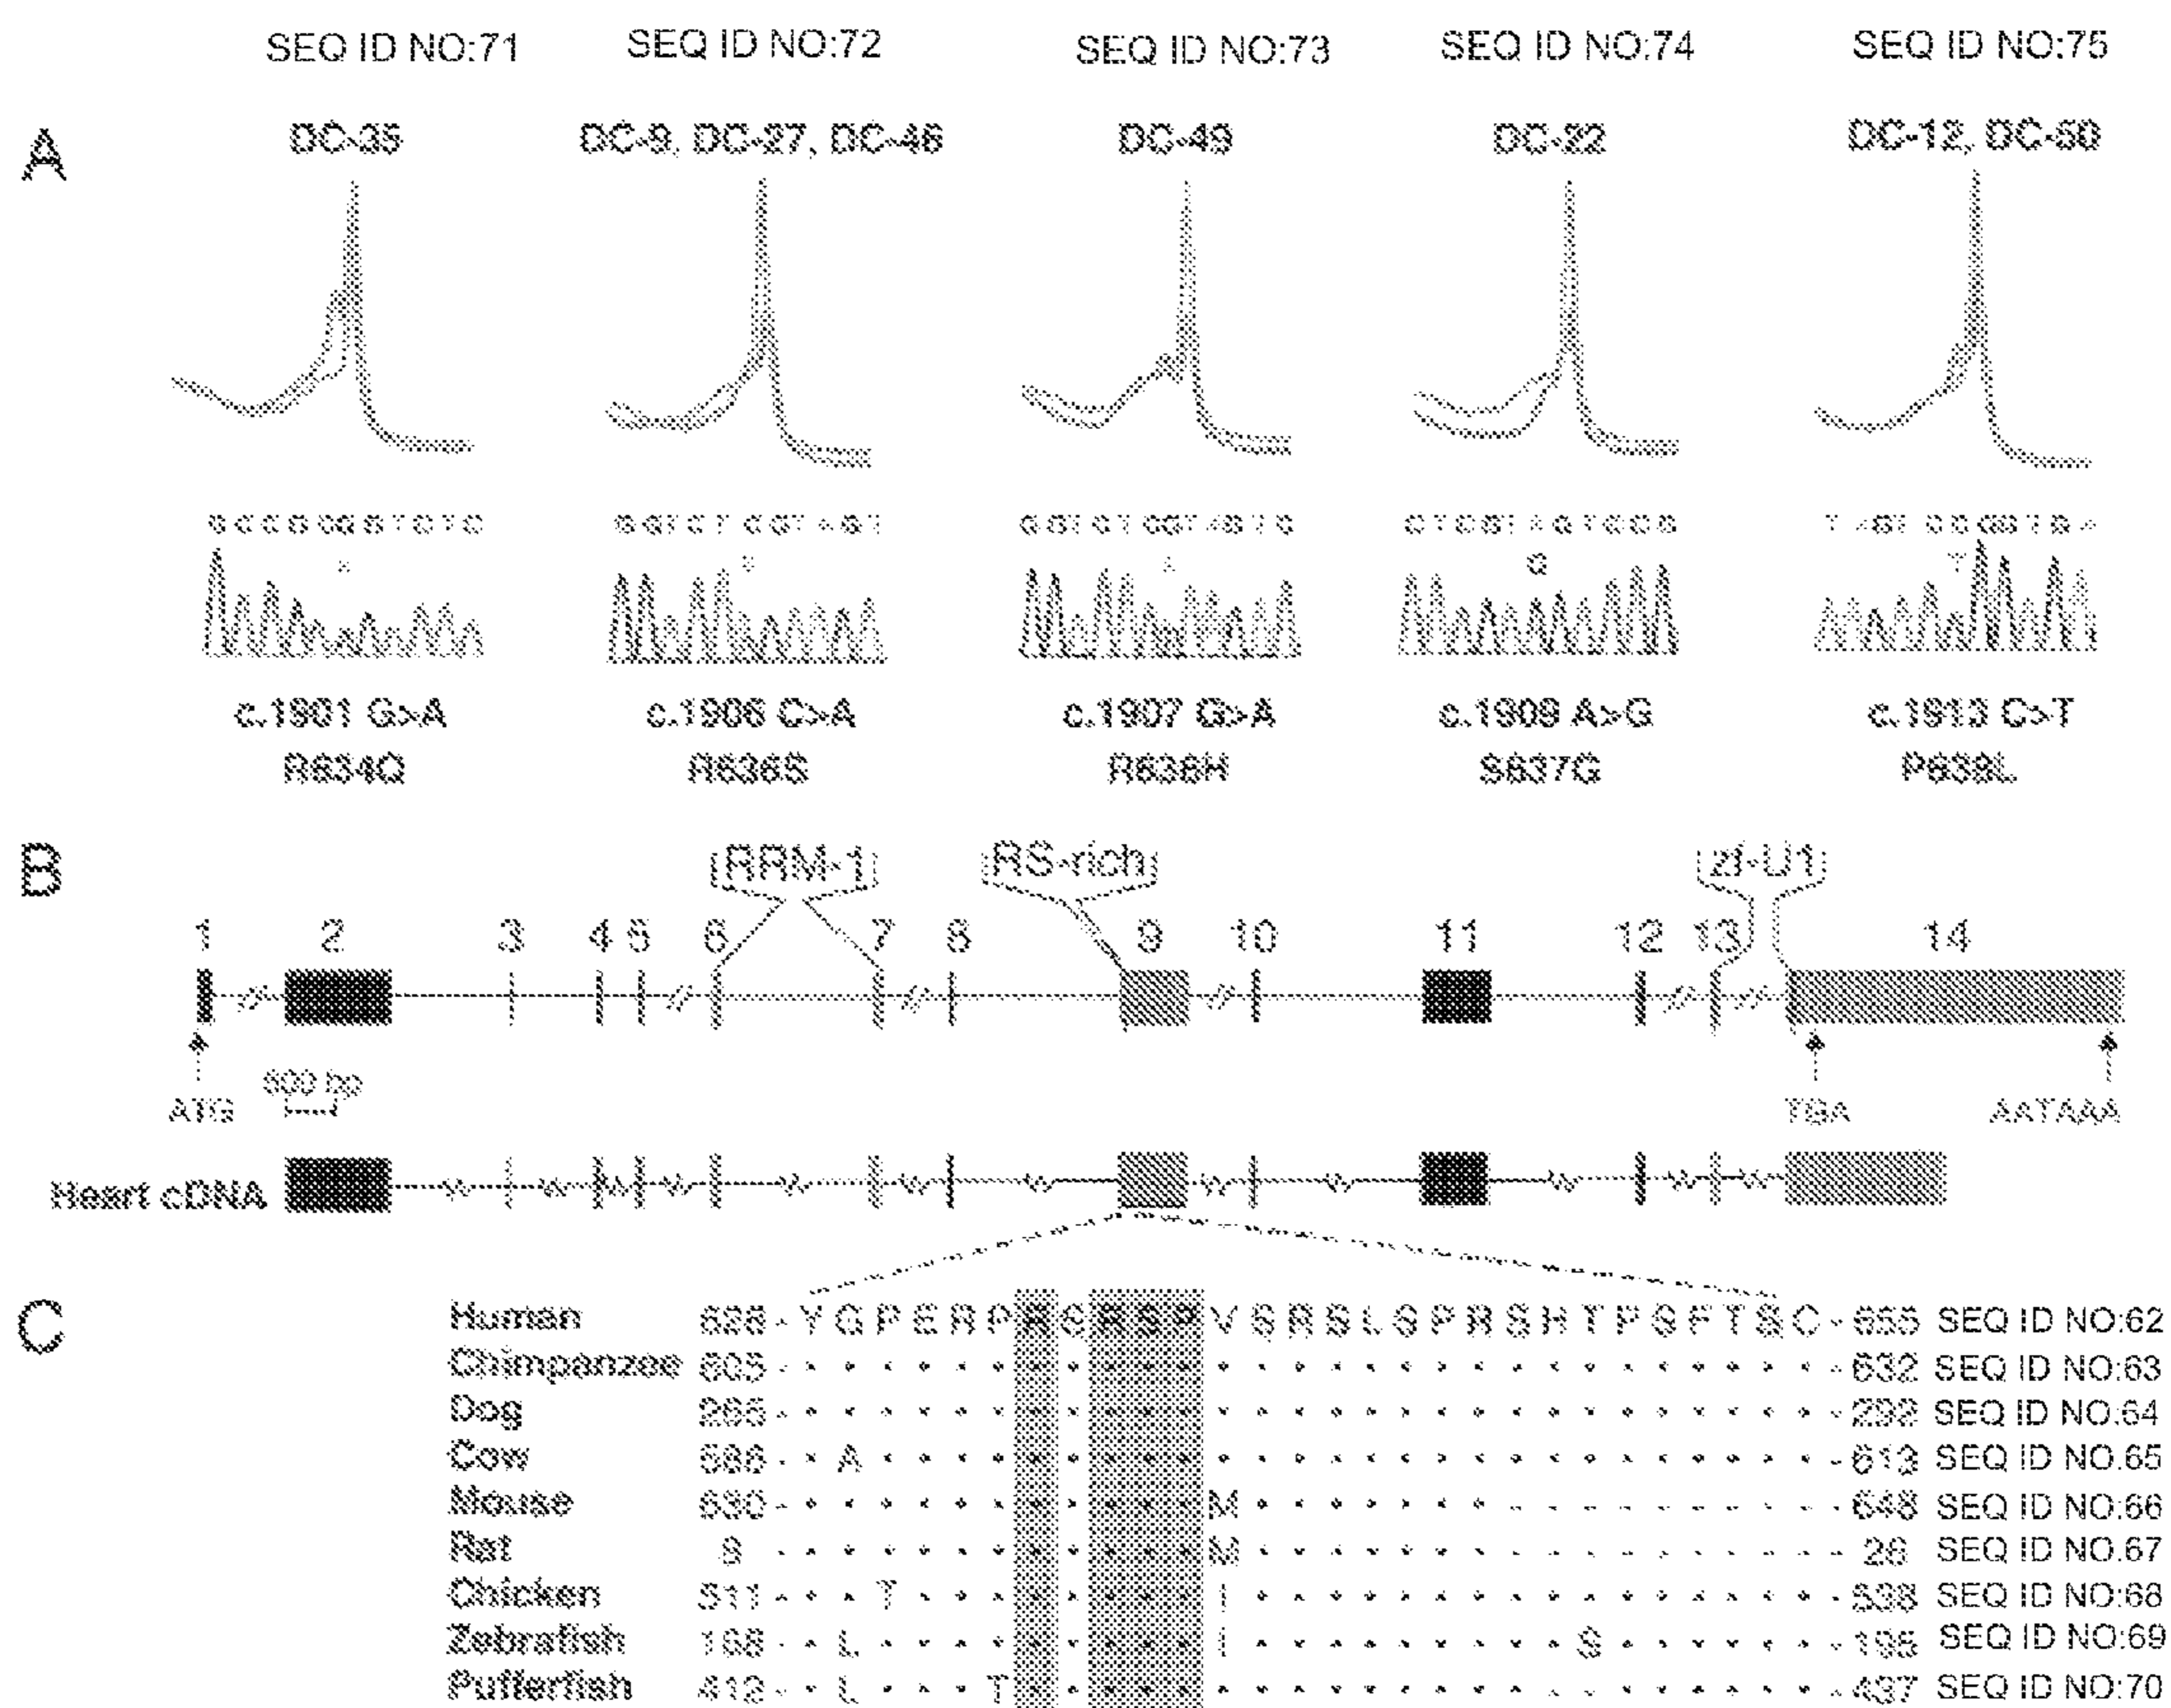 SEQ ID NO:71 SEQ ID NO:72 SEQ ID NO:73 SEQ ID NO:74 SEQ ID NO:75
A DC-35 DC-9, DC-27, DC-46 DC-49 DC-22 DC-12, DC-50
G C C G C G G T C T C G G T C T C G T A G T G G T C T C G T A G T G C T C G T A G T C C G T A G T C C G G T G A
A G T
c.1901 G>A c.1906 C>A c.1907 G>A c.1909 A>G c.1913 C>T
R634Q R636S R636H S637G P638L
B [RRM-1] [RS-rich] [zf-U1]
1 2 3 4 5 6 7 8 9 10 11 12 13 14
ATG 500 bp TGA AATAAA
Heart cDNA
C Human 628- Y G P E R P R S R S P V S R S L S P R S H T P S F T S C -655 SEQ ID NO:62
Chimpanzee 605- -632 SEQ ID NO:63
Dog 265- -292 SEQ ID NO:64
Cow 586- A -613 SEQ ID NO:65
Mouse 630- M -648 SEQ ID NO:66
Rat 8 - M - 26 SEQ ID NO:67
Chicken 511- T I -538 SEQ ID NO:68
Zebrafish 168- L I S -195 SEQ ID NO:69
Pufferfish 412- L T -437 SEQ ID NO:70